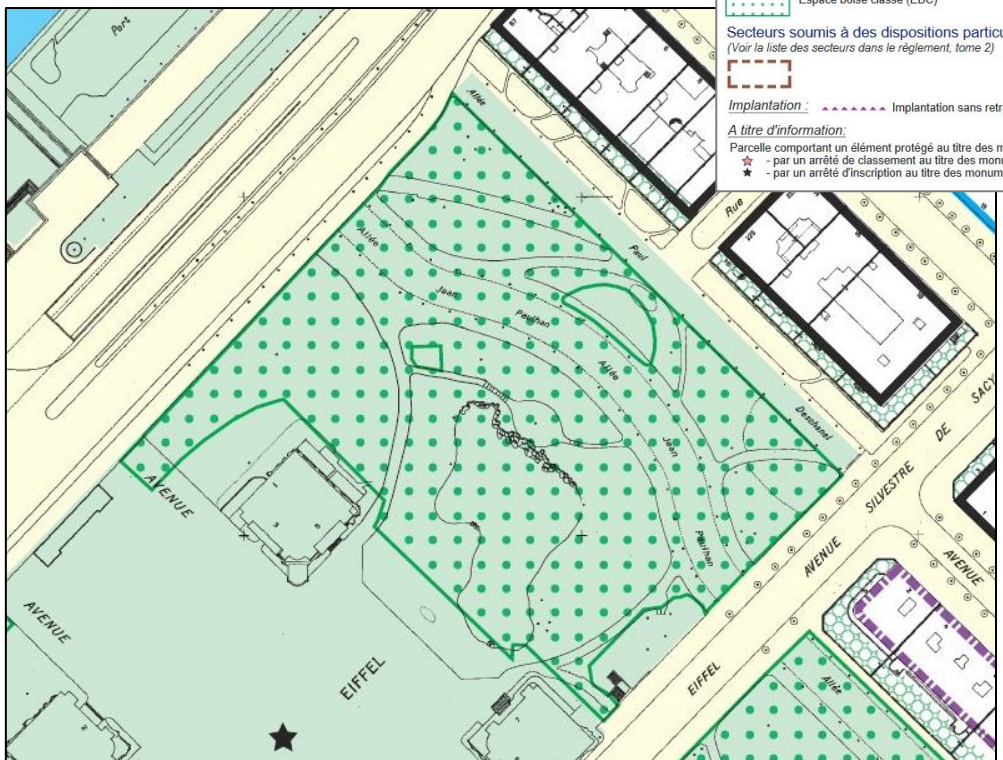 Espace boisé classé (EBC)
Secteurs soumis à des dispositions particu
(Voir la liste des secteurs dans le règlement, tome 2)
Implantation :
Implantation sans retr
A titre d'information:
Parcelle comportant un élément protégé au titre des m
- par un arrêté de classement au titre des monu
- par un arrêté d'inscription au titre des monum
Port
Allée
Rue
Paul
Allée
Jean
Paulhan
Allée
Jean
Deschanel
SACY
DE
SILVESTRE
AVENUE
Paulhan
AVENUE
AVENUE
AVENUE
EIFFEL
EIFFEL
Allée